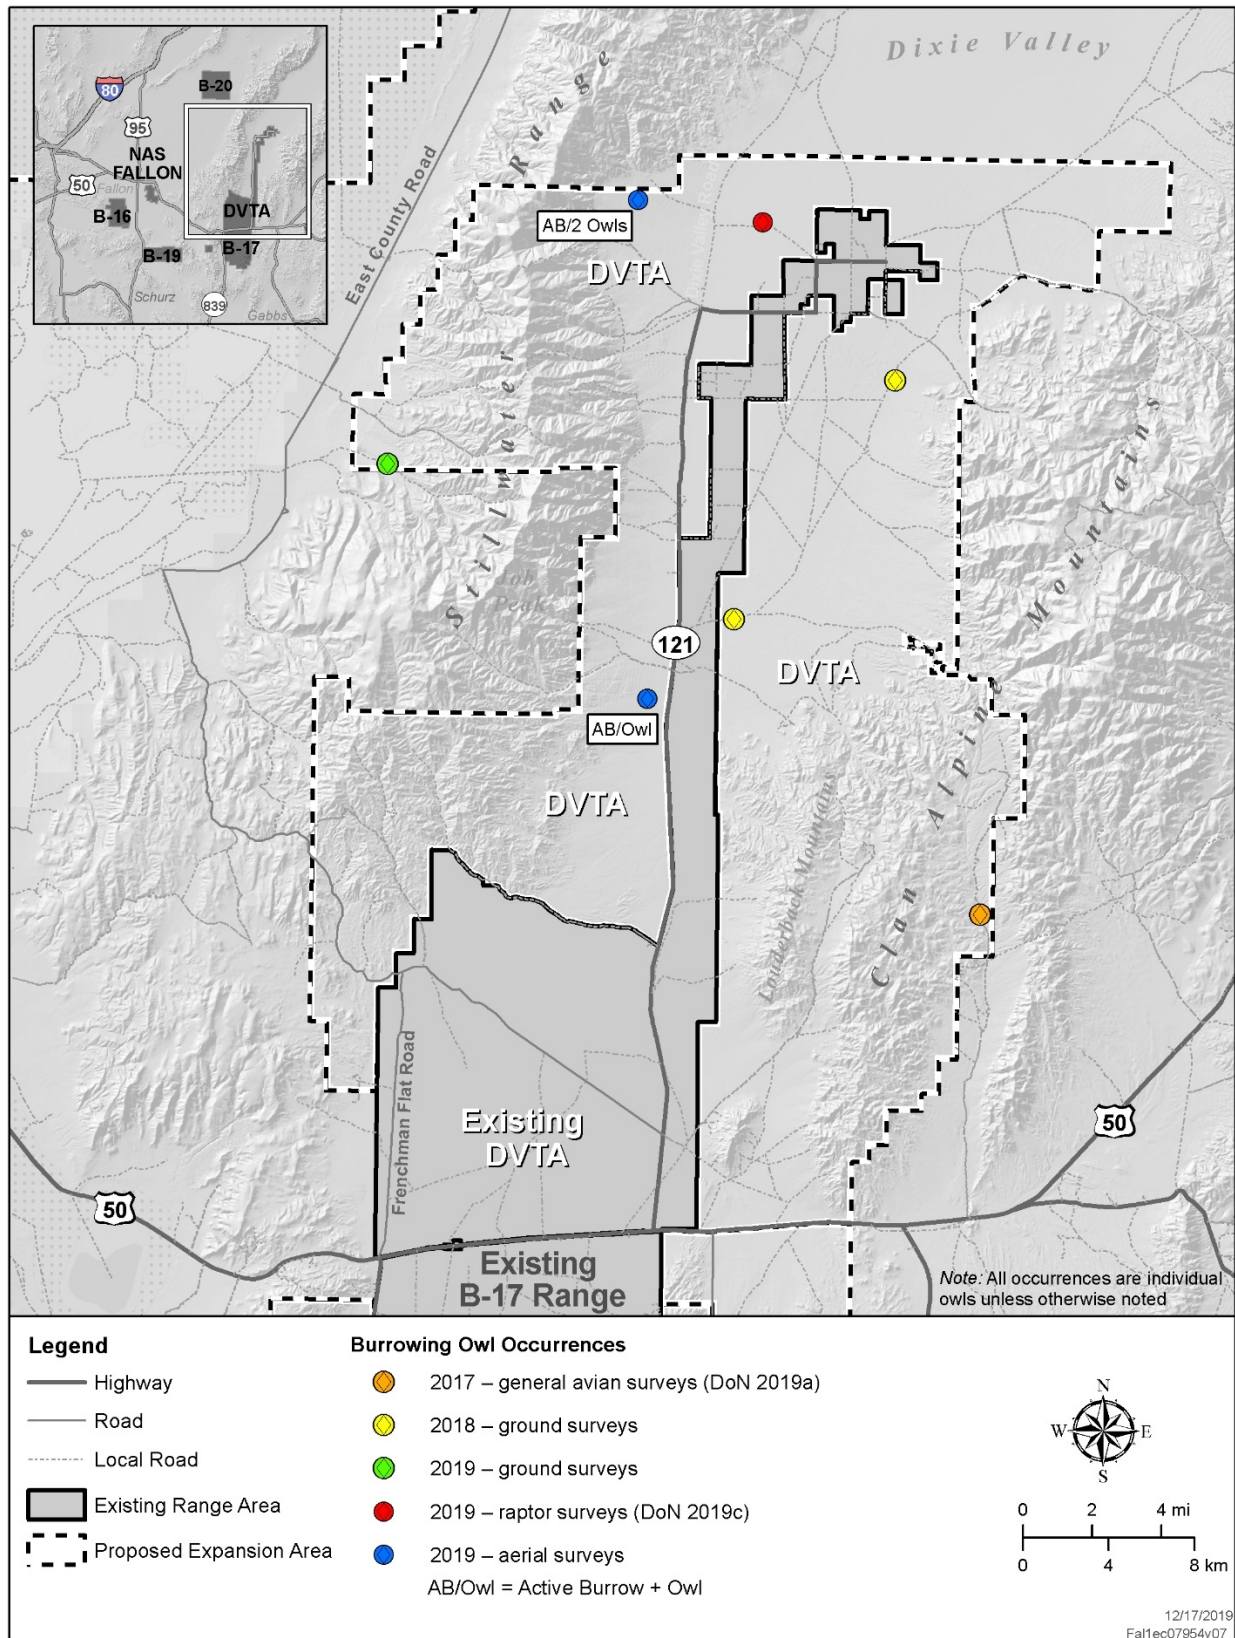 Dixie Valley
Range
80
B-20
95
NAS
FALLON
50
Fallon
B-16
DVTA
B-19
B-17
Schurz
839
Gabbs
East County Road
AB/2 Owls
DVTA
Stillwater
Job
Peak
121
DVTA
AB/Owl
DVTA
Clan Alpine Mountains
Louderback Mountains
Frenchman Flat Road
Existing
DVTA
50
50
Existing
B-17 Range
Note: All occurrences are individual
owls unless otherwise noted
Legend
Highway
Road
Local Road
Existing Range Area
Proposed Expansion Area
Burrowing Owl Occurrences
2017 – general avian surveys (DoN 2019a)
2018 – ground surveys
2019 – ground surveys
2019 – raptor surveys (DoN 2019c)
2019 – aerial surveys
AB/Owl = Active Burrow + Owl
N
W E
S
0 2 4 mi
0 4 8 km
12/17/2019
Fal1ec07954v07